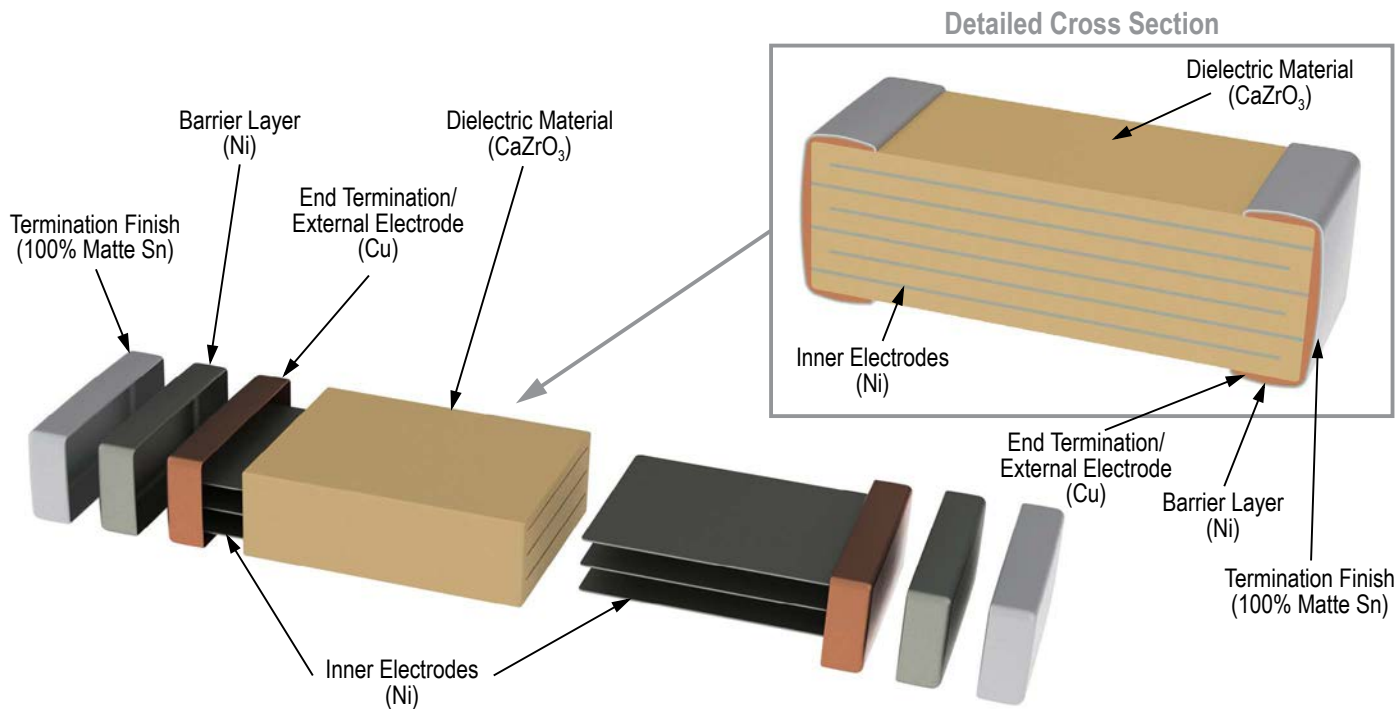 Detailed Cross Section
Dielectric Material
(CaZrO₃)
Barrier Layer
(Ni)
Dielectric Material
(CaZrO₃)
End Termination/
External Electrode
(Cu)
Termination Finish
(100% Matte Sn)
Inner Electrodes
(Ni)
End Termination/
External Electrode
(Cu)
Barrier Layer
(Ni)
Termination Finish
(100% Matte Sn)
Inner Electrodes
(Ni)